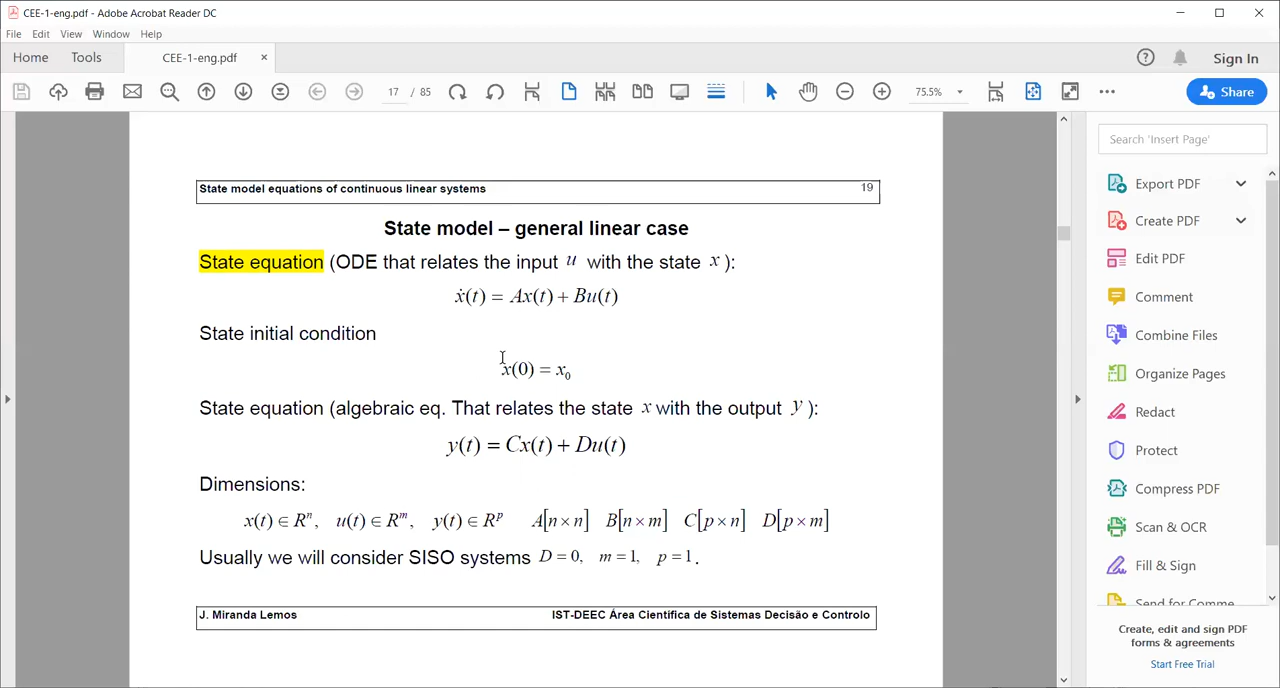 CEE-1-eng.pdf - Adobe Acrobat Reader DC
File Edit View Window Help
Home Tools CEE-1-eng.pdf × Sign In
17 / 85 75.5% Share
Search 'Insert Page'
Export PDF
Create PDF
Edit PDF
Comment
Combine Files
Organize Pages
Redact
Protect
Compress PDF
Scan & OCR
Fill & Sign
Send for Comme
Create, edit and sign PDF
forms & agreements
Start Free Trial
State model equations of continuous linear systems 19
State model – general linear case
State equation (ODE that relates the input u with the state x ):
ẋ(t) = Ax(t) + Bu(t)
State initial condition
x(0) = x₀
State equation (algebraic eq. That relates the state x with the output y ):
y(t) = Cx(t) + Du(t)
Dimensions:
x(t) ∈ Rⁿ, u(t) ∈ Rᵐ, y(t) ∈ Rᵖ A[n × n] B[n × m] C[p × n] D[p × m]
Usually we will consider SISO systems D = 0, m = 1, p = 1.
J. Miranda Lemos IST-DEEC Área Científica de Sistemas Decisão e Controlo